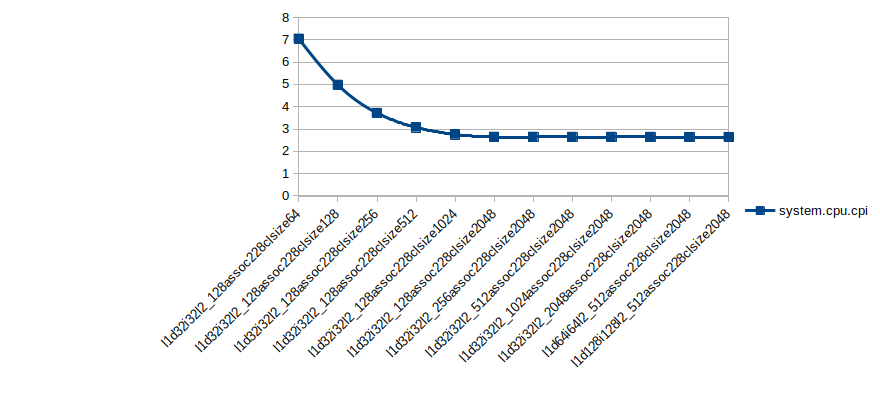 8
7
6
5
4
3
2
1
0
system.cpu.cpi
l1d32i32l2_128assoc228clsize64
l1d32i32l2_128assoc228clsize128
l1d32i32l2_128assoc228clsize256
l1d32i32l2_128assoc228clsize512
l1d32i32l2_128assoc228clsize1024
l1d32i32l2_128assoc228clsize2048
l1d32i32l2_256assoc228clsize2048
l1d32i32l2_512assoc228clsize2048
l1d32i32l2_1024assoc228clsize2048
l1d32i32l2_2048assoc228clsize2048
l1d64i64l2_512assoc228clsize2048
l1d128i128l2_512assoc228clsize2048